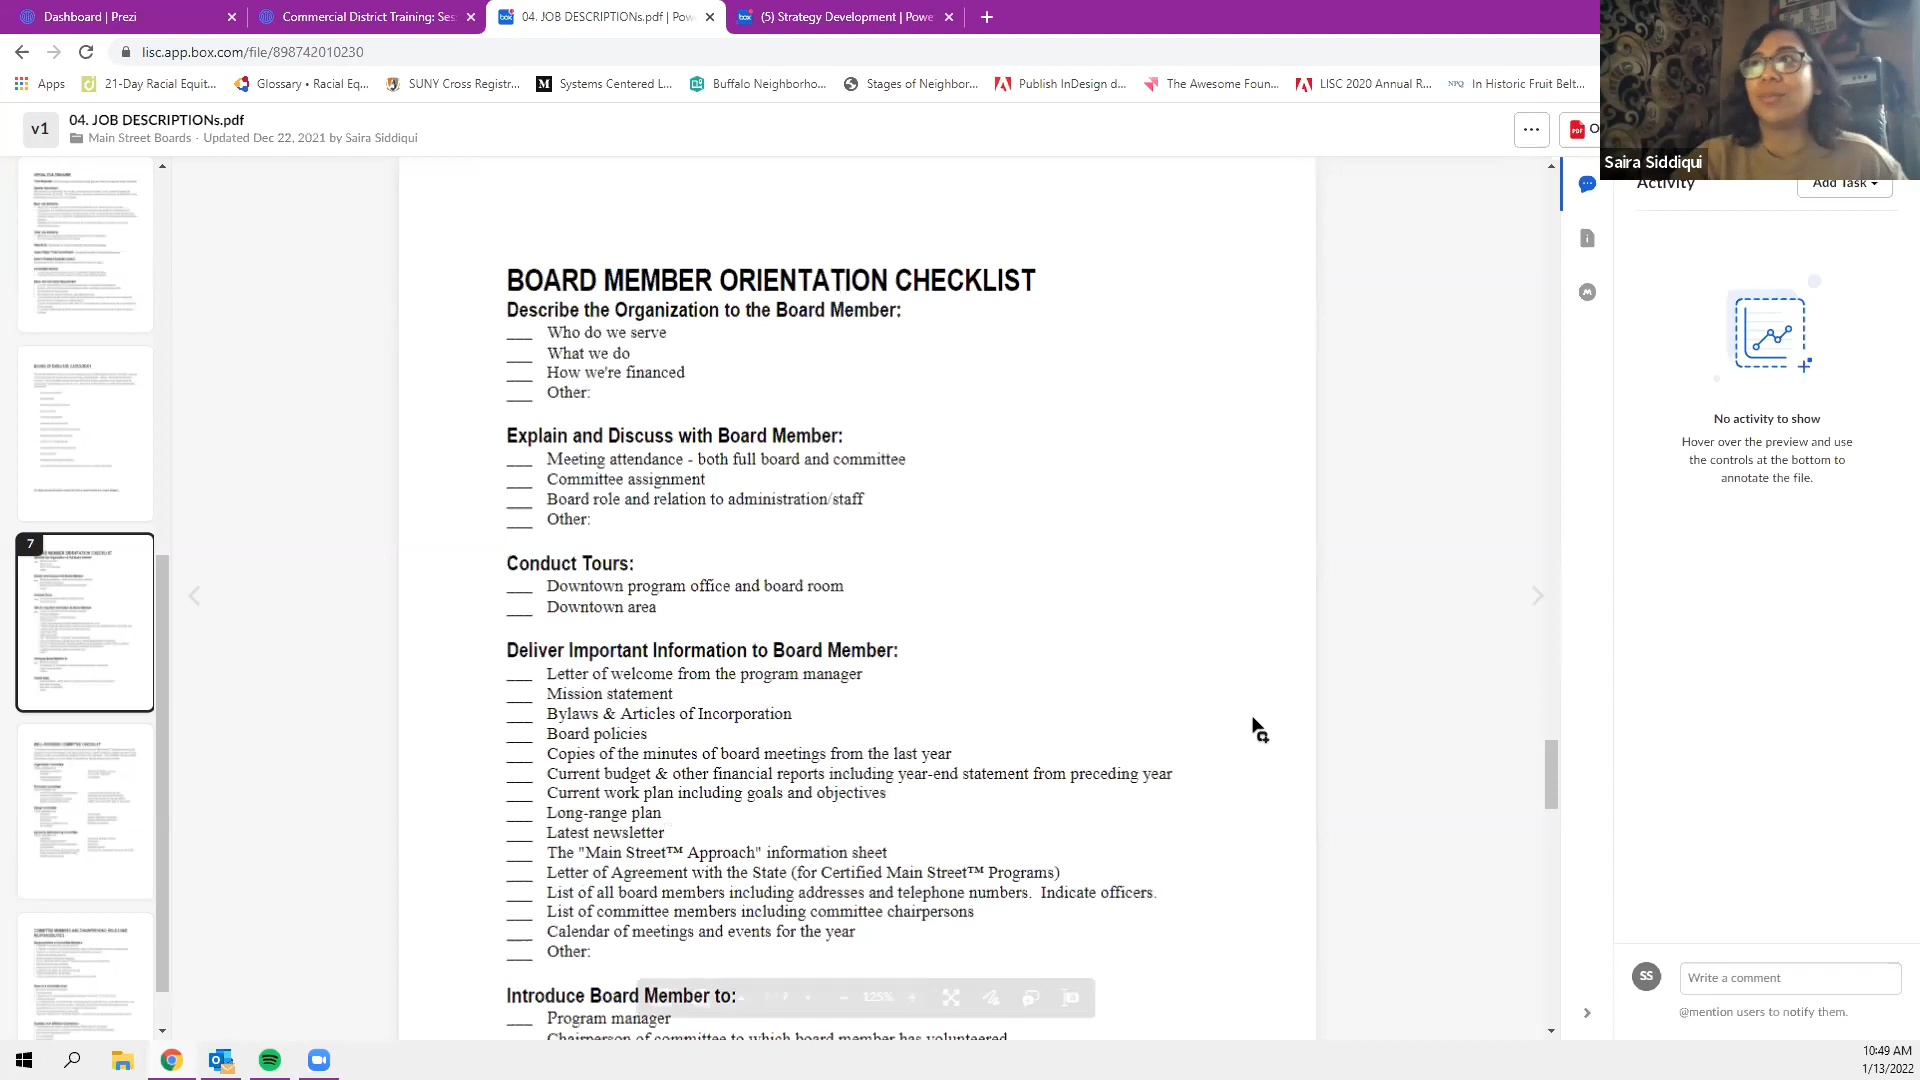 Dashboard | Prezi
Commercial District Training: Ses
04. JOB DESCRIPTIONs.pdf | Pow
(5) Strategy Development | Powe
lisc.app.box.com/file/898742010230
Apps
21-Day Racial Equit...
Glossary • Racial Eq...
SUNY Cross Registr...
Systems Centered L...
Buffalo Neighborho...
Stages of Neighbor...
Publish InDesign d...
The Awesome Foun...
LISC 2020 Annual R...
NPQ In Historic Fruit Belt...
v1
04. JOB DESCRIPTIONs.pdf
Main Street Boards · Updated Dec 22, 2021 by Saira Siddiqui
Saira Siddiqui
Activity
Add Task
7
BOARD MEMBER ORIENTATION CHECKLIST
Describe the Organization to the Board Member:
___ Who do we serve
___ What we do
___ How we're financed
___ Other:
Explain and Discuss with Board Member:
___ Meeting attendance - both full board and committee
___ Committee assignment
___ Board role and relation to administration/staff
___ Other:
Conduct Tours:
___ Downtown program office and board room
___ Downtown area
Deliver Important Information to Board Member:
___ Letter of welcome from the program manager
___ Mission statement
___ Bylaws & Articles of Incorporation
___ Board policies
___ Copies of the minutes of board meetings from the last year
___ Current budget & other financial reports including year-end statement from preceding year
___ Current work plan including goals and objectives
___ Long-range plan
___ Latest newsletter
___ The "Main Street™ Approach" information sheet
___ Letter of Agreement with the State (for Certified Main Street™ Programs)
___ List of all board members including addresses and telephone numbers. Indicate officers.
___ List of committee members including committee chairpersons
___ Calendar of meetings and events for the year
___ Other:
Introduce Board Member to:
___ Program manager
Chairperson of committee to which board member has volunteered
125%
No activity to show
Hover over the preview and use
the controls at the bottom to
annotate the file.
SS
Write a comment
@mention users to notify them.
10:49 AM
1/13/2022